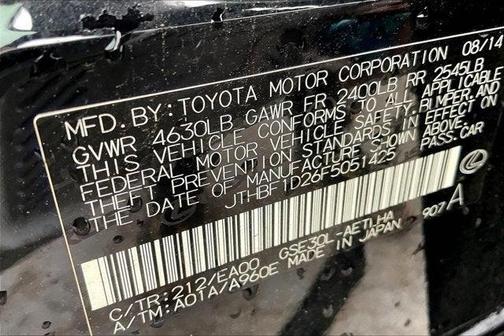 MFD. BY: TOYOTA MOTOR CORPORATION 08/14
GVWR 4630LB GAWR FR 2400LB RR 2545LB
THIS VEHICLE CONFORMS TO ALL APPLICABLE
FEDERAL MOTOR VEHICLE SAFETY, BUMPER, AND
THEFT PREVENTION STANDARDS IN EFFECT ON
THE DATE OF MANUFACTURE SHOWN ABOVE.
JTHBF1D26F5051425 PASS-CAR
907 A
C/TR: 212/EA00 GSE30L-AETLHA
A/TM: A01A/A960E MADE IN JAPAN